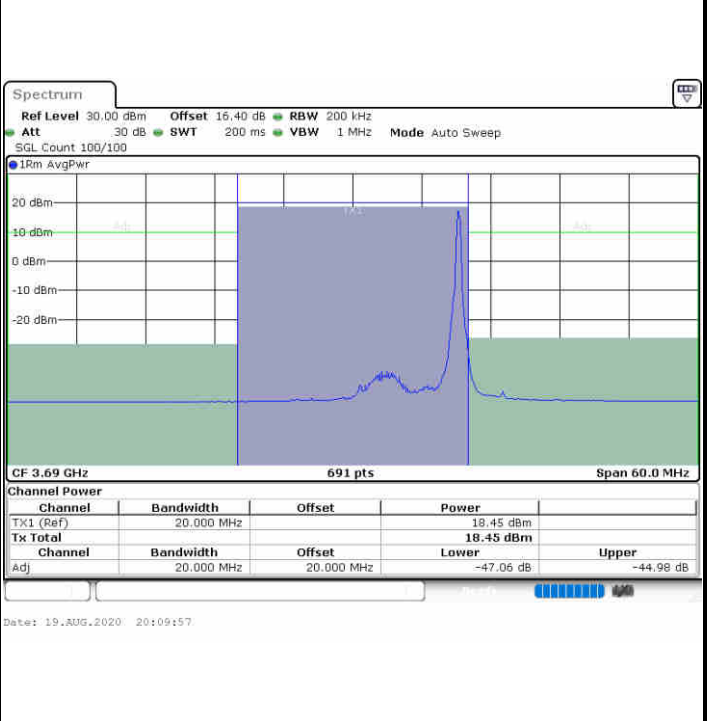 Spectrum
Ref Level 30.00 dBm Offset 16.40 dB RBW 200 kHz
Att 30 dB SWT 200 ms VBW 1 MHz Mode Auto Sweep
SGL Count 100/100
1Rm AvgPwr
20 dBm
TX1
Adj Adj
10 dBm
0 dBm
-10 dBm
-20 dBm
CF 3.69 GHz 691 pts Span 60.0 MHz
Channel Power
Channel Bandwidth Offset Power
TX1 (Ref) 20.000 MHz 18.45 dBm
Tx Total 18.45 dBm
Channel Bandwidth Offset Lower Upper
Adj 20.000 MHz 20.000 MHz -47.06 dB -44.98 dB
Date: 19.AUG.2020 20:09:57